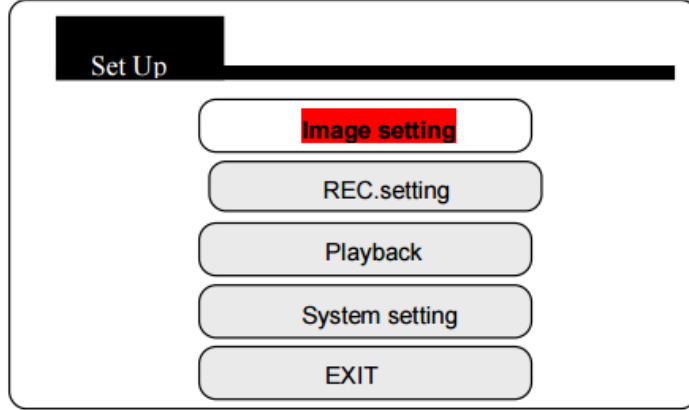 Set Up
Image setting
REC.setting
Playback
System setting
EXIT